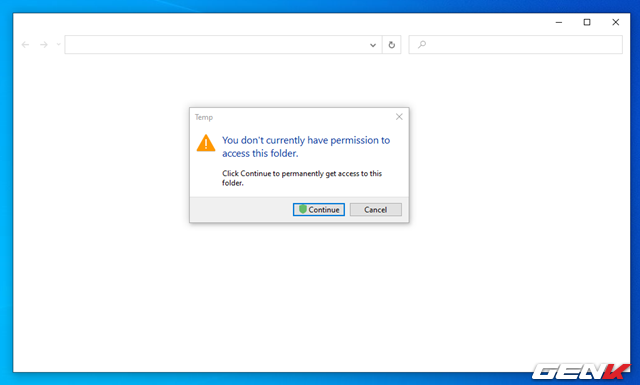 Temp
You don't currently have permission to
access this folder.
Click Continue to permanently get access to this
folder.
Continue
Cancel
GENK